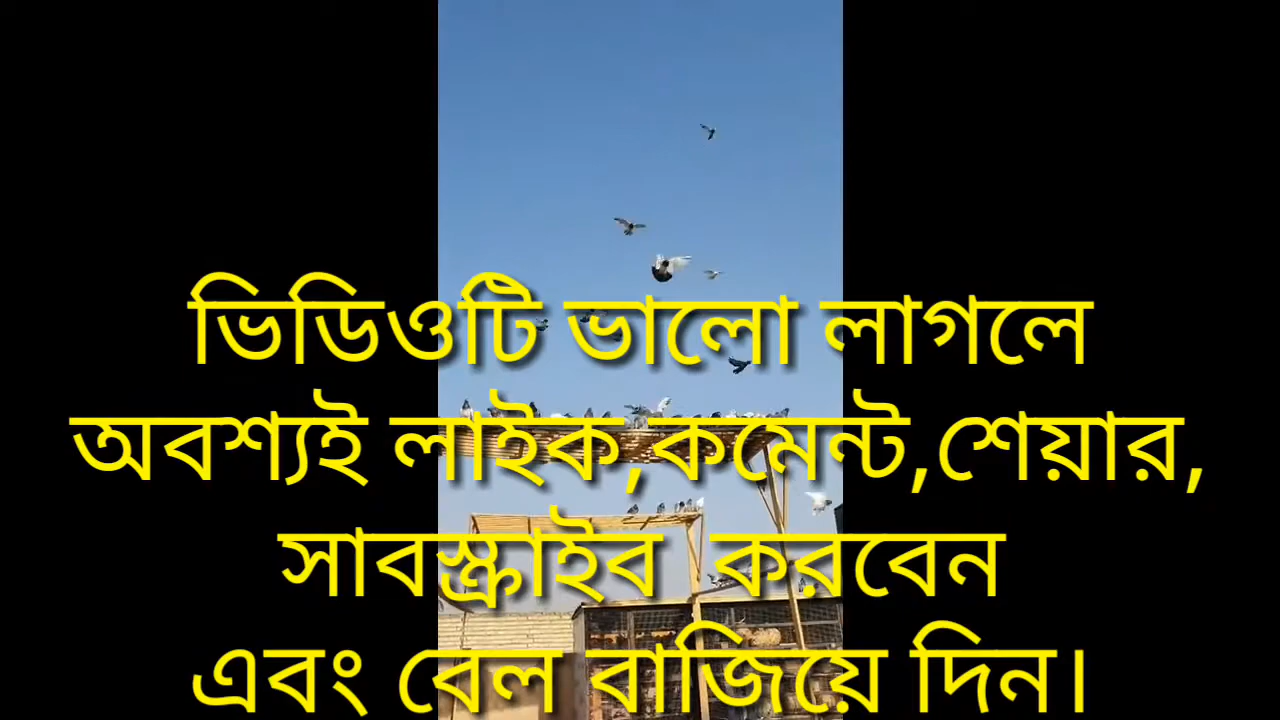 ভিডিওটি ভালো লাগলে
অবশ্যই লাইক,কমেন্ট,শেয়ার,
সাবস্ক্রাইব করবেন
এবং বেল বাজিয়ে দিন।